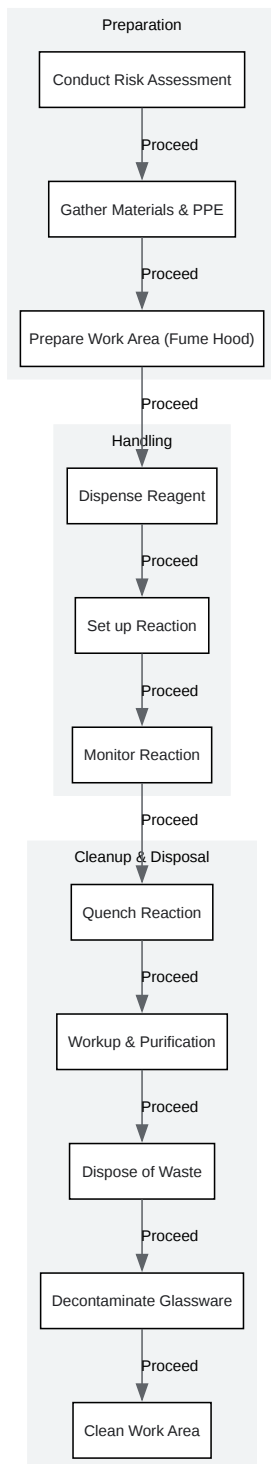 Preparation
Conduct Risk Assessment
Proceed
Gather Materials & PPE
Proceed
Prepare Work Area (Fume Hood)
Proceed
Handling
Dispense Reagent
Proceed
Set up Reaction
Proceed
Monitor Reaction
Proceed
Cleanup & Disposal
Quench Reaction
Proceed
Workup & Purification
Proceed
Dispose of Waste
Proceed
Decontaminate Glassware
Proceed
Clean Work Area